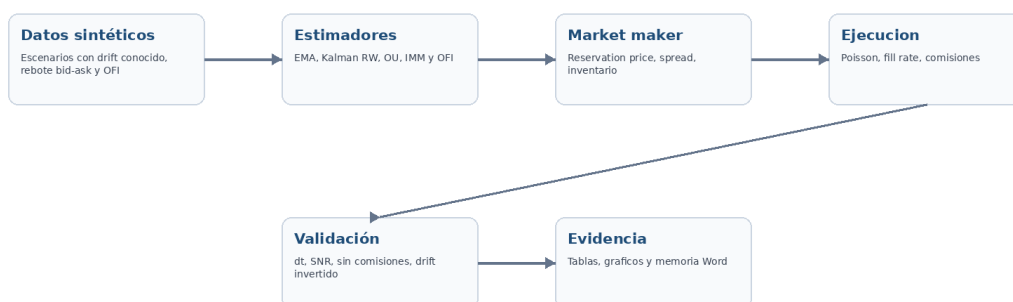 Datos sintéticos
Escenarios con drift conocido,
rebote bid-ask y OFI
Estimadores
EMA, Kalman RW, OU, IMM y OFI
Market maker
Reservation price, spread,
inventario
Ejecucion
Poisson, fill rate, comisiones
Validación
dt, SNR, sin comisiones, drift
invertido
Evidencia
Tablas, graficos y memoria Word